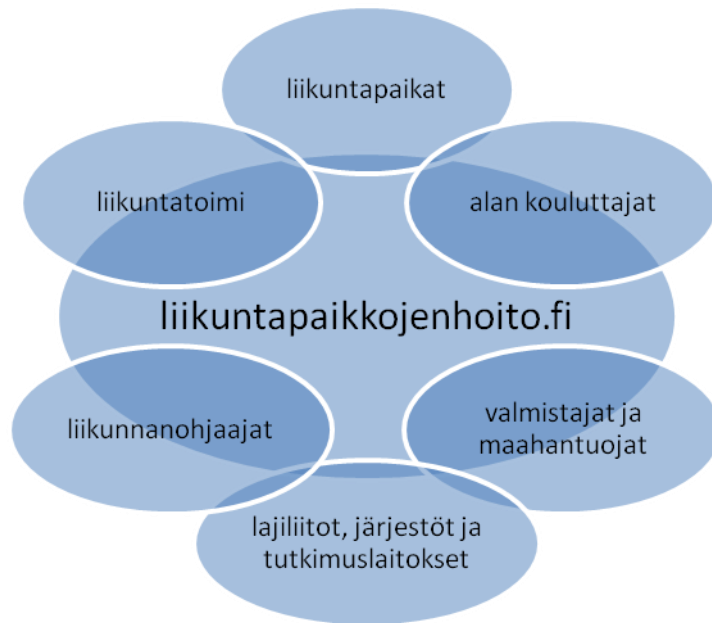 liikuntapaikat
liikuntatoimi
alan kouluttajat
liikuntapaikkojenhoito.fi
liikunnanohjaajat
valmistajat ja
maahantuojat
lajiliitot, järjestöt ja
tutkimuslaitokset